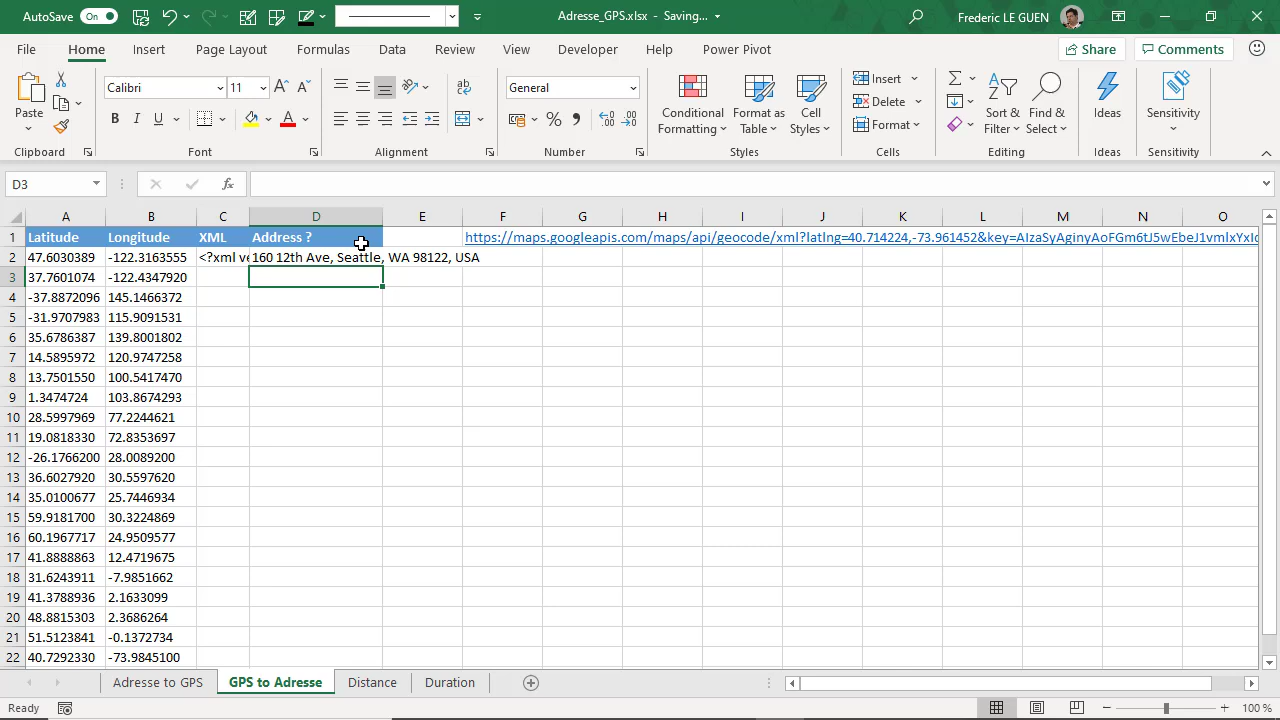 AutoSave On Adresse_GPS.xlsx - Saving... Frederic LE GUEN
File Home Insert Page Layout Formulas Data Review View Developer Help Power Pivot Share Comments
Paste Calibri 11 General Conditional Formatting Format as Table Cell Styles Insert Delete Format Sort & Filter Find & Select Ideas Sensitivity
Clipboard Font Alignment Number Styles Cells Editing Ideas Sensitivity
D3 fx
A B C D E F G H I J K L M N O
1 Latitude Longitude XML Address ? https://maps.googleapis.com/maps/api/geocode/xml?latlng=40.714224,-73.961452&key=
2 47.6030389 -122.3163555 <?xml ve 160 12th Ave, Seattle, WA 98122, USA
3 37.7601074 -122.4347920
4 -37.8872096 145.1466372
5 -31.9707983 115.9091531
6 35.6786387 139.8001802
7 14.5895972 120.9747258
8 13.7501550 100.5417470
9 1.3474724 103.8674293
10 28.5997969 77.2244621
11 19.0818330 72.8353697
12 -26.1766200 28.0089200
13 36.6027920 30.5597620
14 35.0100677 25.7446934
15 59.9181700 30.3224869
16 60.1967717 24.9509577
17 41.8888863 12.4719675
18 31.6243911 -7.9851662
19 41.3788936 2.1633099
20 48.8815303 2.3686264
21 51.5123841 -0.1372734
22 40.7292330 -73.9845100
Adresse to GPS GPS to Adresse Distance Duration
Ready 100 %